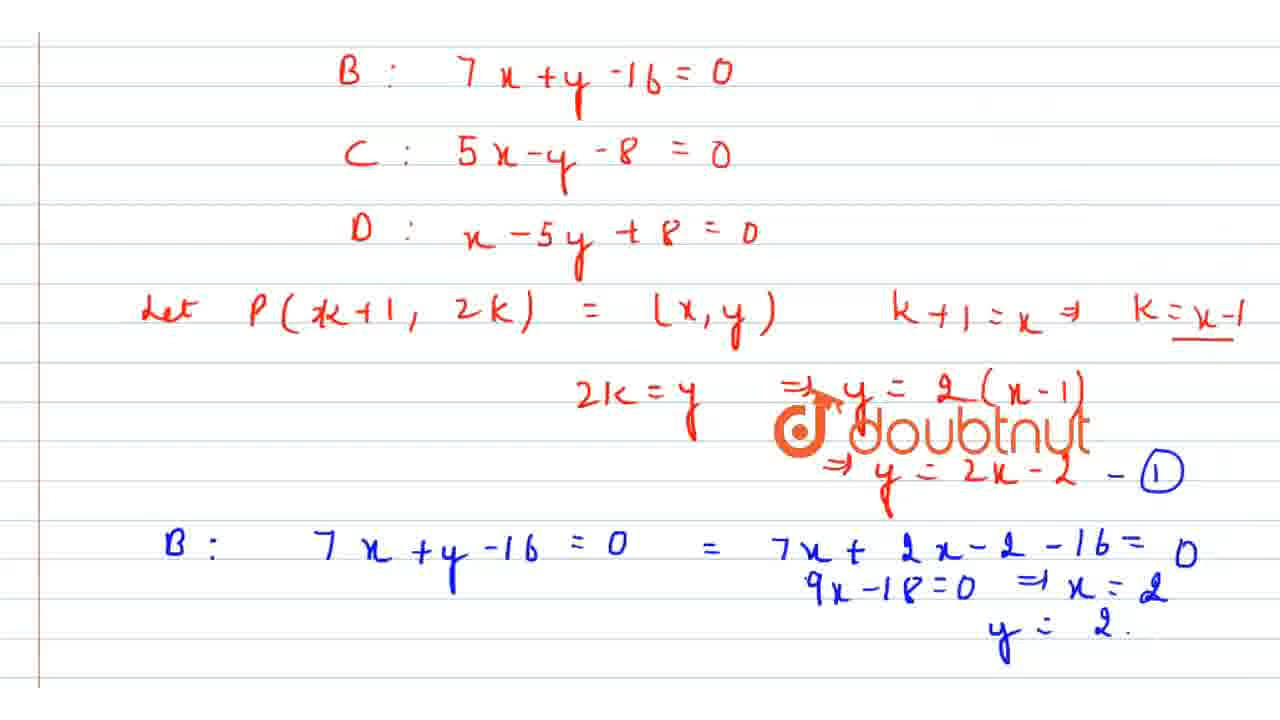 B : 7x + y - 16 = 0
C : 5x - y - 8 = 0
D : x - 5y + 8 = 0
Let P(k+1, 2k) = (x, y) k+1 = x ⇒ k = x-1
2k = y ⇒ y = 2(x-1)
doubtnut
⇒ y = 2x - 2 - ①
B : 7x + y - 16 = 0 = 7x + 2x - 2 - 16 = 0
9x - 18 = 0 ⇒ x = 2
y = 2.